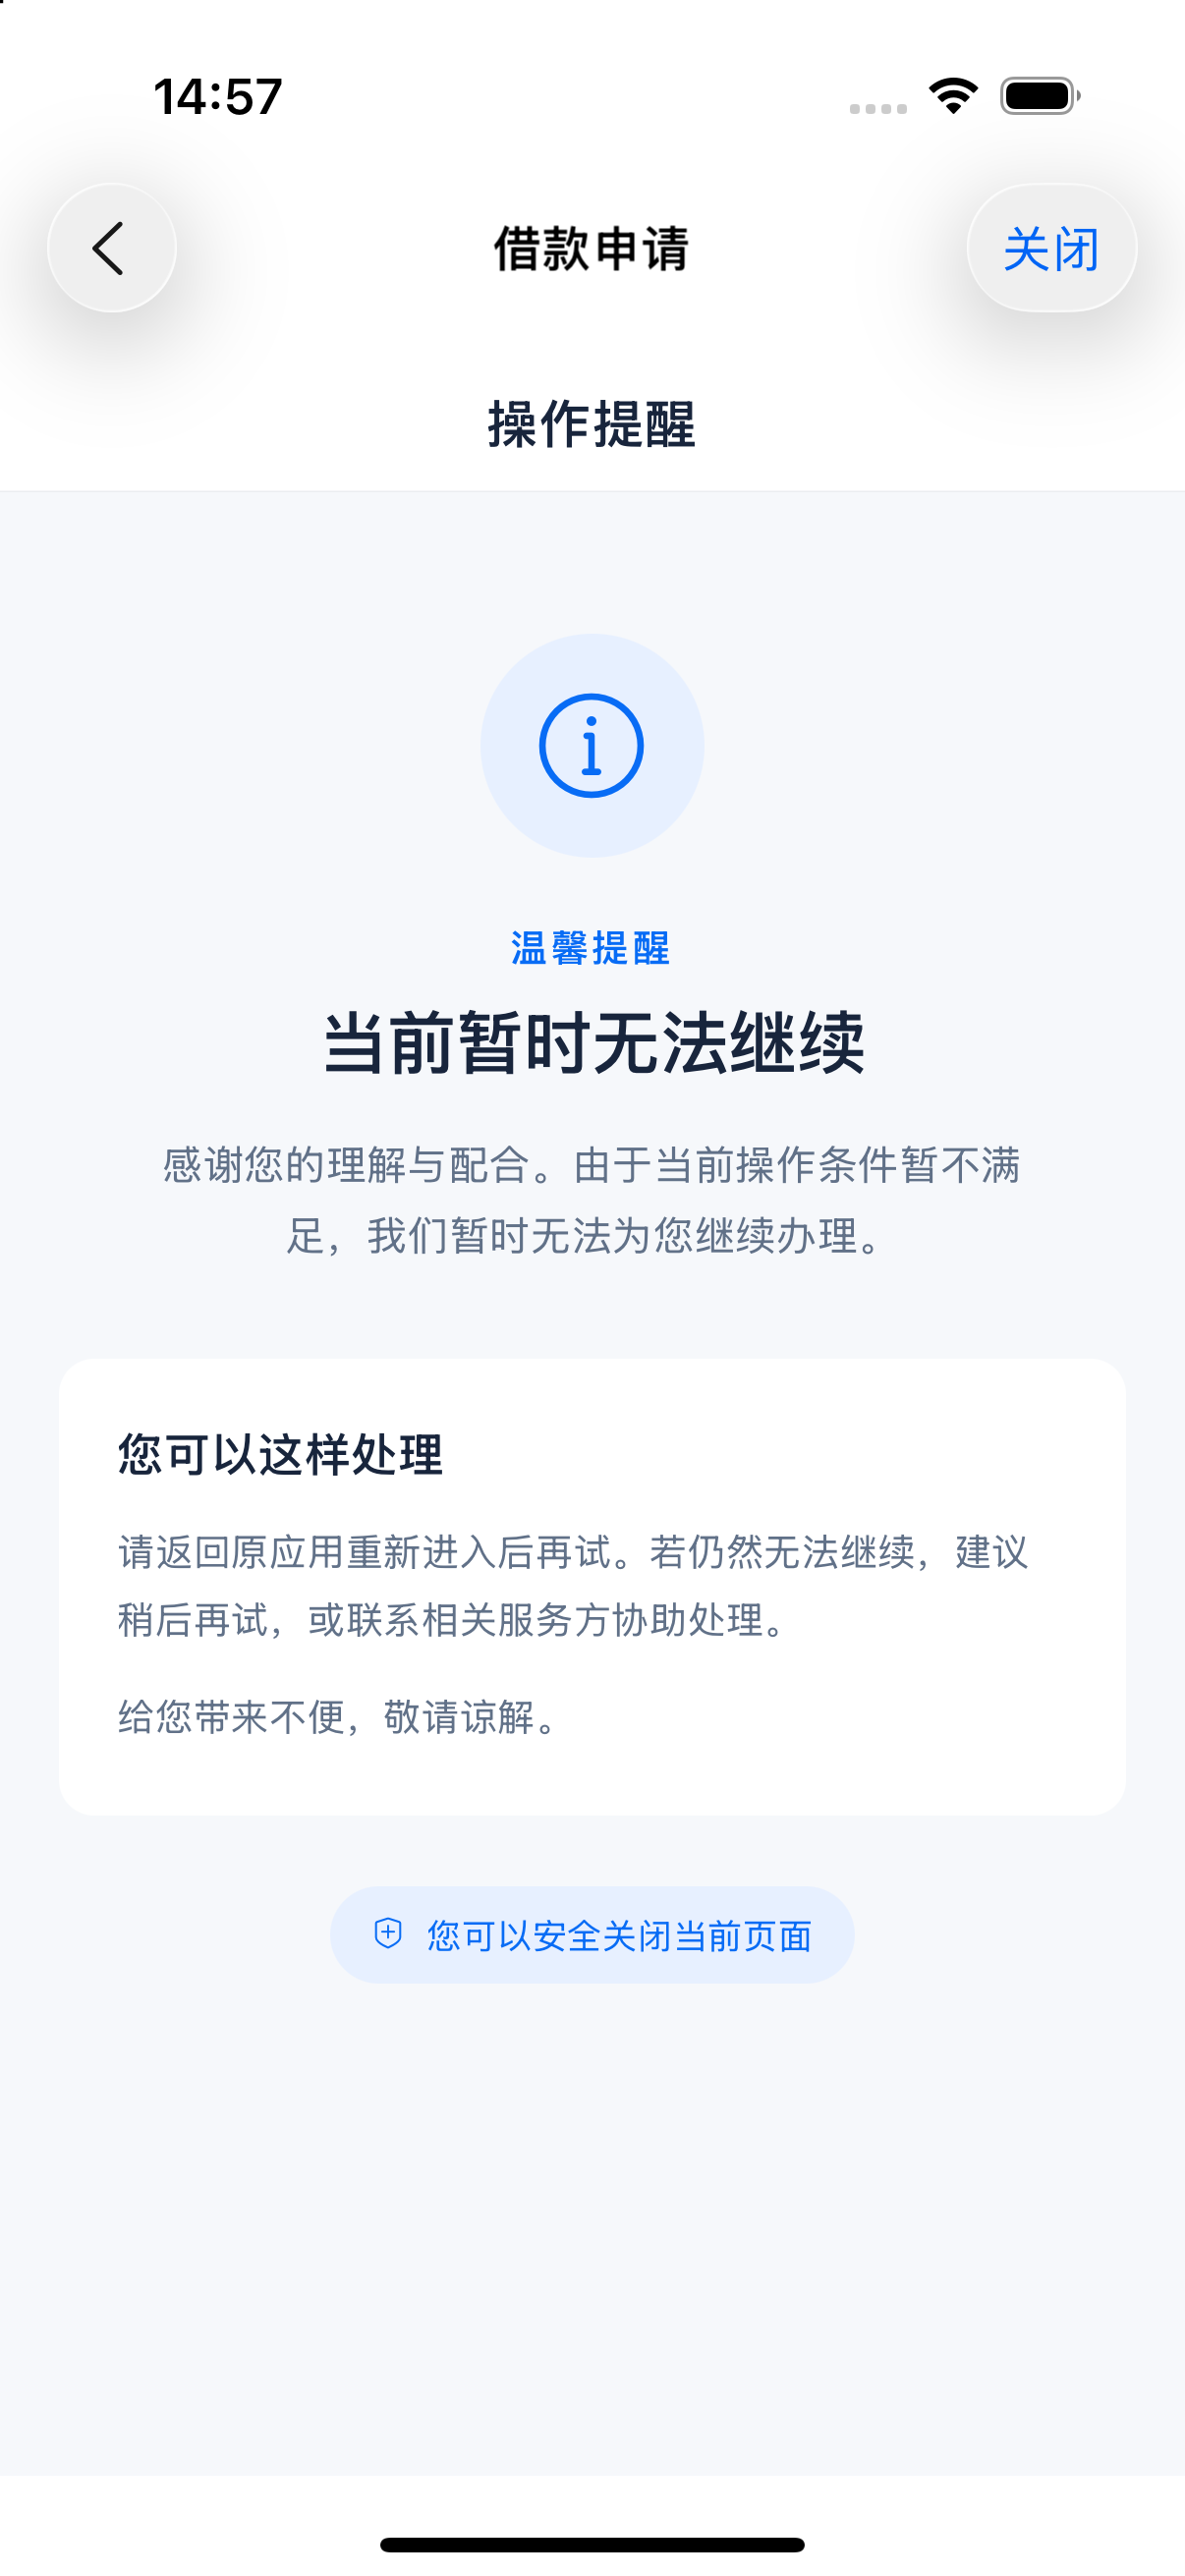 14:57
借款申请
关闭
操作提醒
温馨提醒
当前暂时无法继续
感谢您的理解与配合。由于当前操作条件暂不满
足，我们暂时无法为您继续办理。
您可以这样处理
请返回原应用重新进入后再试。若仍然无法继续，建议
稍后再试，或联系相关服务方协助处理。
给您带来不便，敬请谅解。
您可以安全关闭当前页面